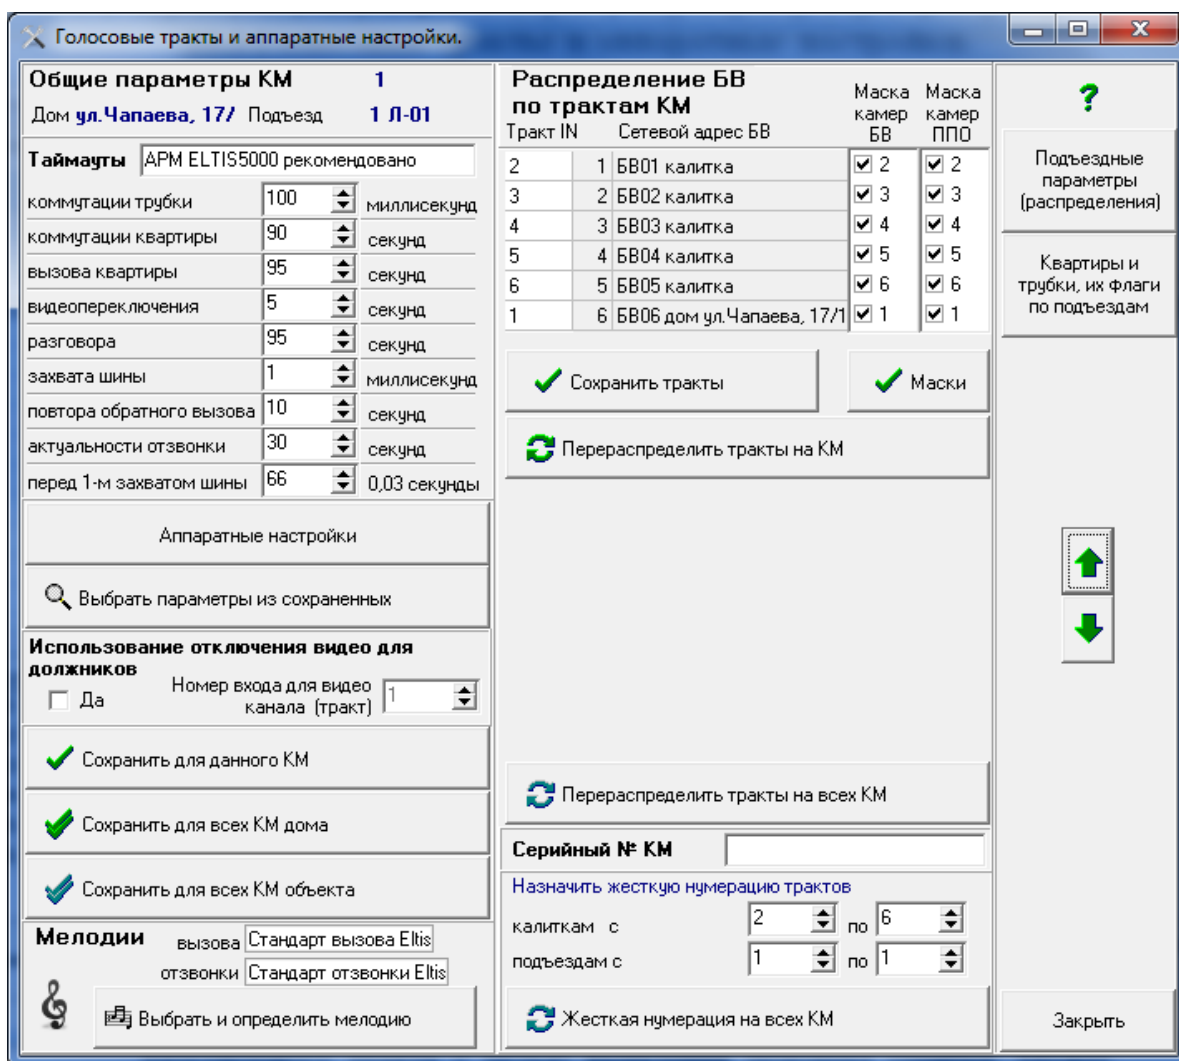 Голосовые тракты и аппаратные настройки.
Общие параметры КМ 1
Дом ул.Чапаева, 17/ Подъезд 1 Л-01
Таймауты АРМ ELTIS5000 рекомендовано
коммутации трубки 100 миллисекунд
коммутации квартиры 90 секунд
вызова квартиры 95 секунд
видеопереключения 5 секунд
разговора 95 секунд
захвата шины 1 миллисекунд
повтора обратного вызова 10 секунд
актуальности отзвонки 30 секунд
перед 1-м захватом шины 66 0,03 секунды
Аппаратные настройки
Выбрать параметры из сохраненных
Использование отключения видео для
должников
Да
Номер входа для видео
канала (тракт) 1
Сохранить для данного КМ
Сохранить для всех КМ дома
Сохранить для всех КМ объекта
Мелодии вызова Стандарт вызова Eltis
отзвонки Стандарт отзвонки Eltis
Выбрать и определить мелодию
Распределение БВ
по трактам КМ
Тракт IN Сетевой адрес БВ
Маска
камер
БВ
Маска
камер
ППО
2 1 БВ01 калитка 2 2
3 2 БВ02 калитка 3 3
4 3 БВ03 калитка 4 4
5 4 БВ04 калитка 5 5
6 5 БВ05 калитка 6 6
1 6 БВ06 дом ул.Чапаева, 17/1 1 1
Сохранить тракты
Маски
Перераспределить тракты на КМ
Перераспределить тракты на всех КМ
Серийный № КМ
Назначить жесткую нумерацию трактов
калиткам с 2 по 6
подъездам с 1 по 1
Жесткая нумерация на всех КМ
?
Подъездные
параметры
(распределения)
Квартиры и
трубки, их флаги
по подъездам
Закрыть